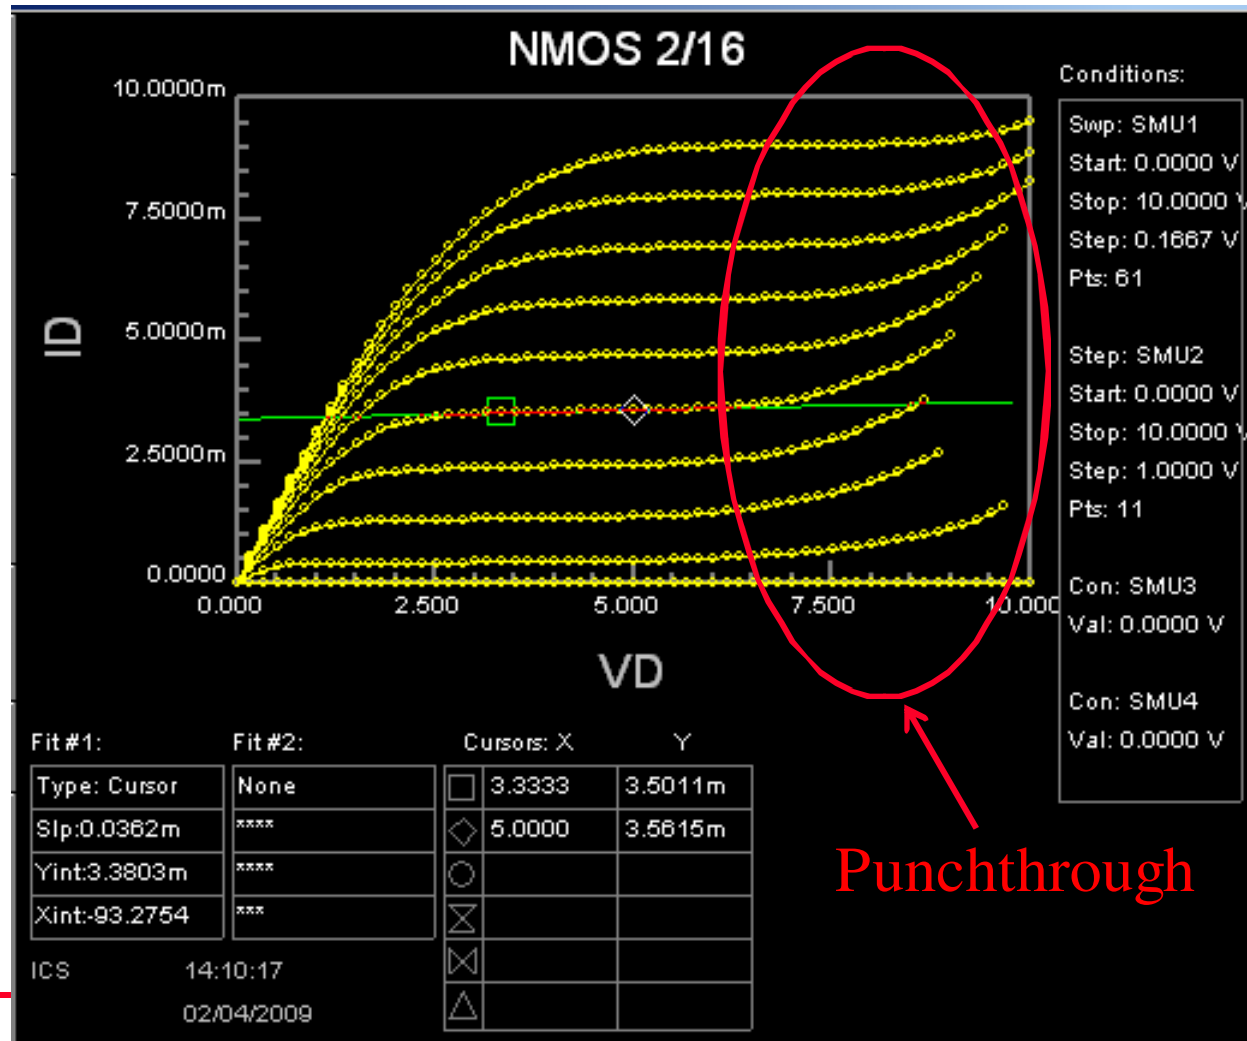 NMOS 2/16
10.0000m
7.5000m
5.0000m
2.5000m
0.0000
ID
0.000 2.500 5.000 7.500 10.000
VD
Conditions:
Swp: SMU1
Start: 0.0000 V
Stop: 10.0000 V
Step: 0.1667 V
Pts: 61
Step: SMU2
Start: 0.0000 V
Stop: 10.0000 V
Step: 1.0000 V
Pts: 11
Con: SMU3
Val: 0.0000 V
Con: SMU4
Val: 0.0000 V
Punchthrough
Fit #1: Fit #2: Cursors: X Y
Type: Cursor None 3.3333 3.5011m
Slp:0.0362m **** 5.0000 3.5615m
Yint:3.3803m ****
Xint:-93.2754 ***
ICS 14:10:17
02/04/2009